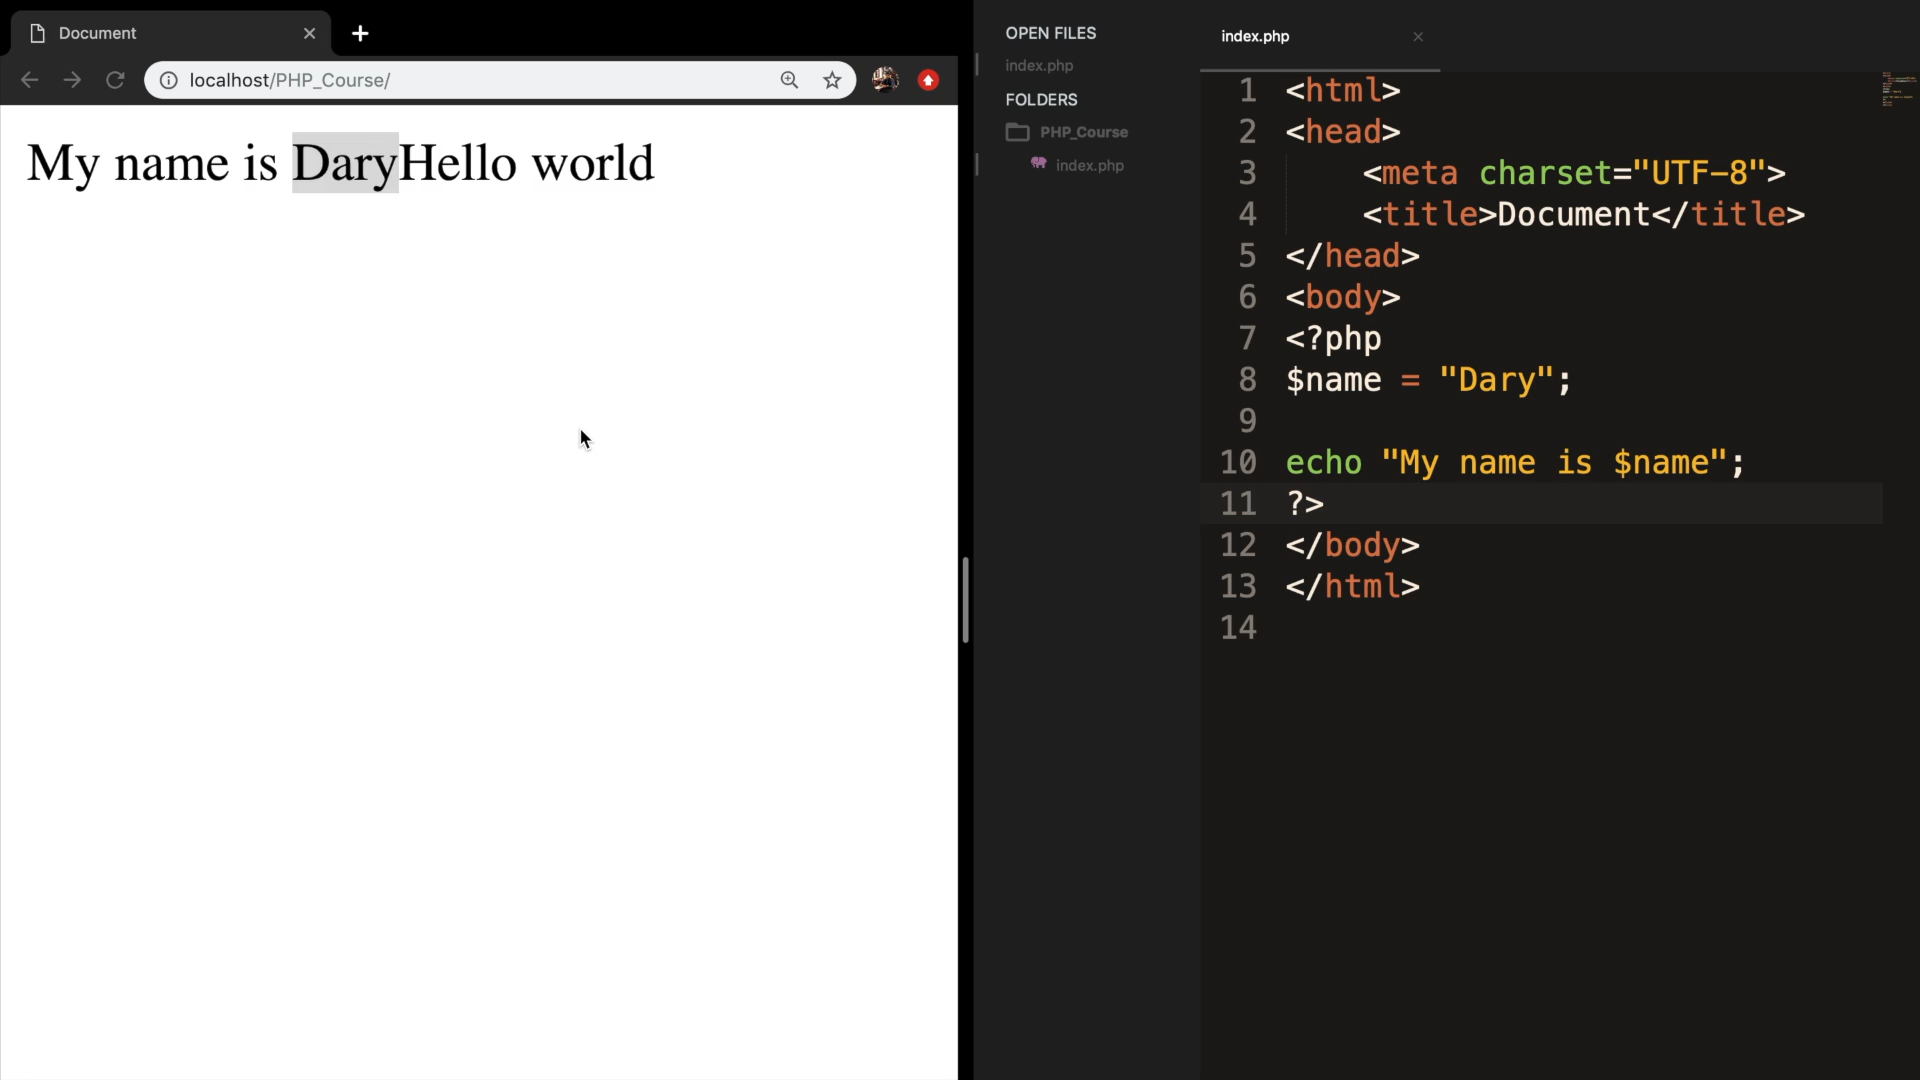 Document
localhost/PHP_Course/
My name is DaryHello world
OPEN FILES
index.php
FOLDERS
PHP_Course
index.php
index.php
1 <html>
2 <head>
3     <meta charset="UTF-8">
4     <title>Document</title>
5 </head>
6 <body>
7 <?php
8 $name = "Dary";
9
10 echo "My name is $name";
11 ?>
12 </body>
13 </html>
14